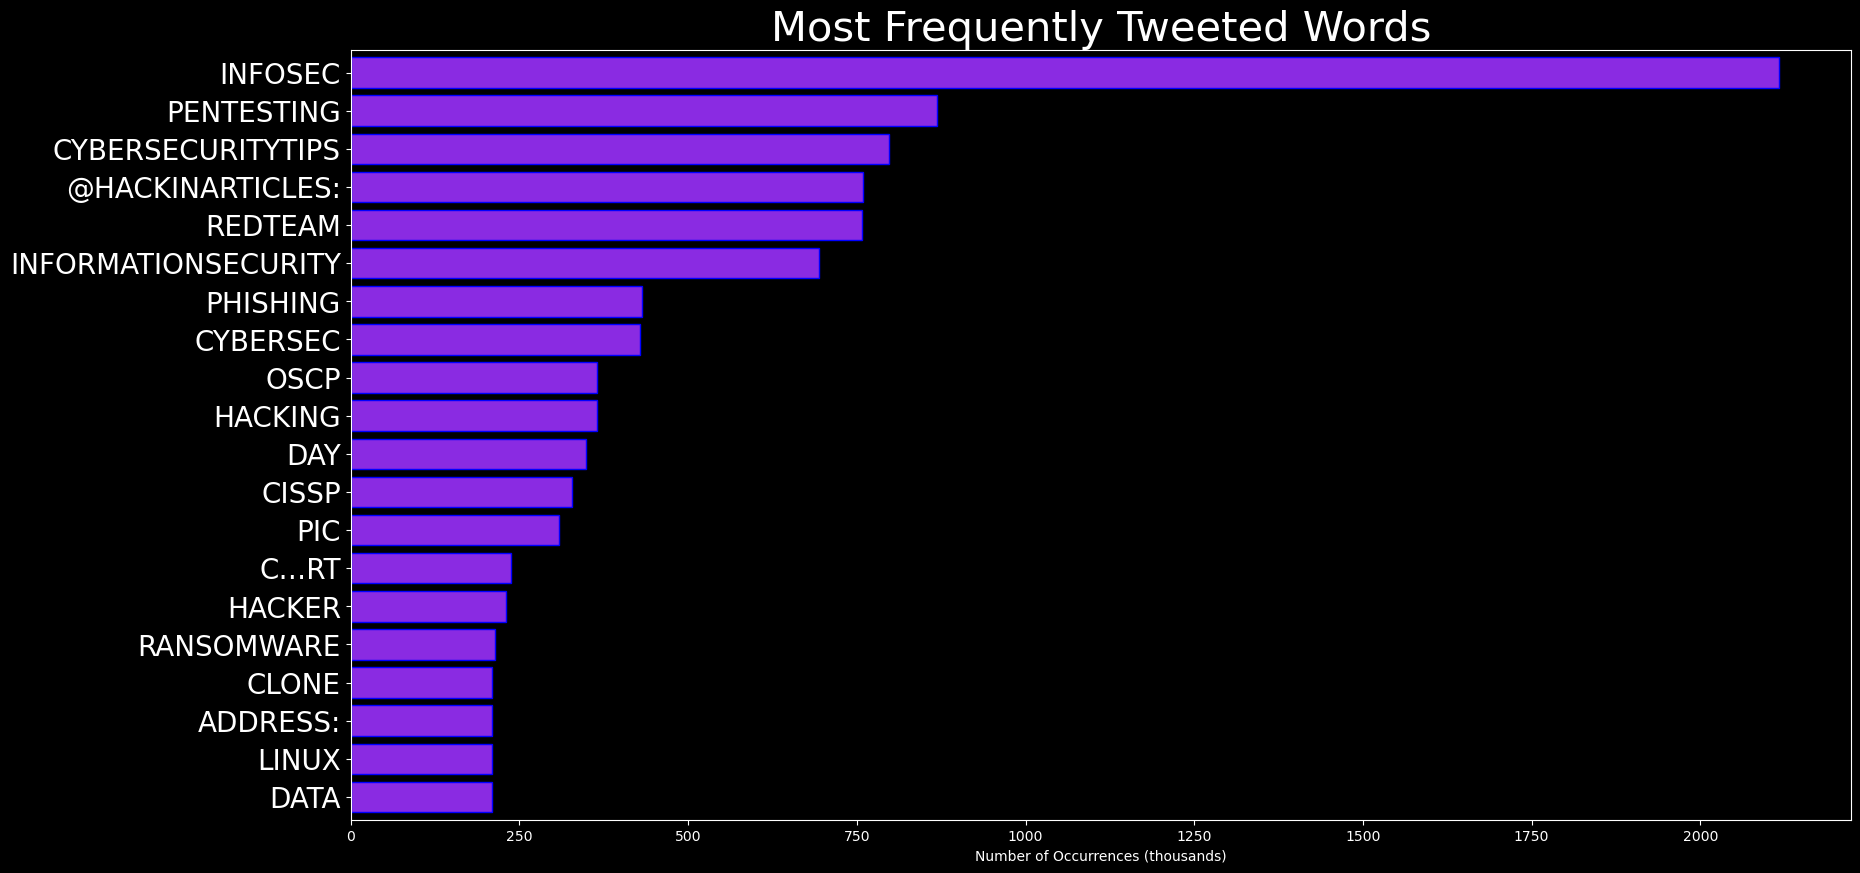 Most Frequently Tweeted Words
INFOSEC
PENTESTING
CYBERSECURITYTIPS
@HACKINARTICLES:
REDTEAM
INFORMATIONSECURITY
PHISHING
CYBERSEC
OSCP
HACKING
DAY
CISSP
PIC
C…RT
HACKER
RANSOMWARE
CLONE
ADDRESS:
LINUX
DATA
0 250 500 750 1000 1250 1500 1750 2000
Number of Occurrences (thousands)